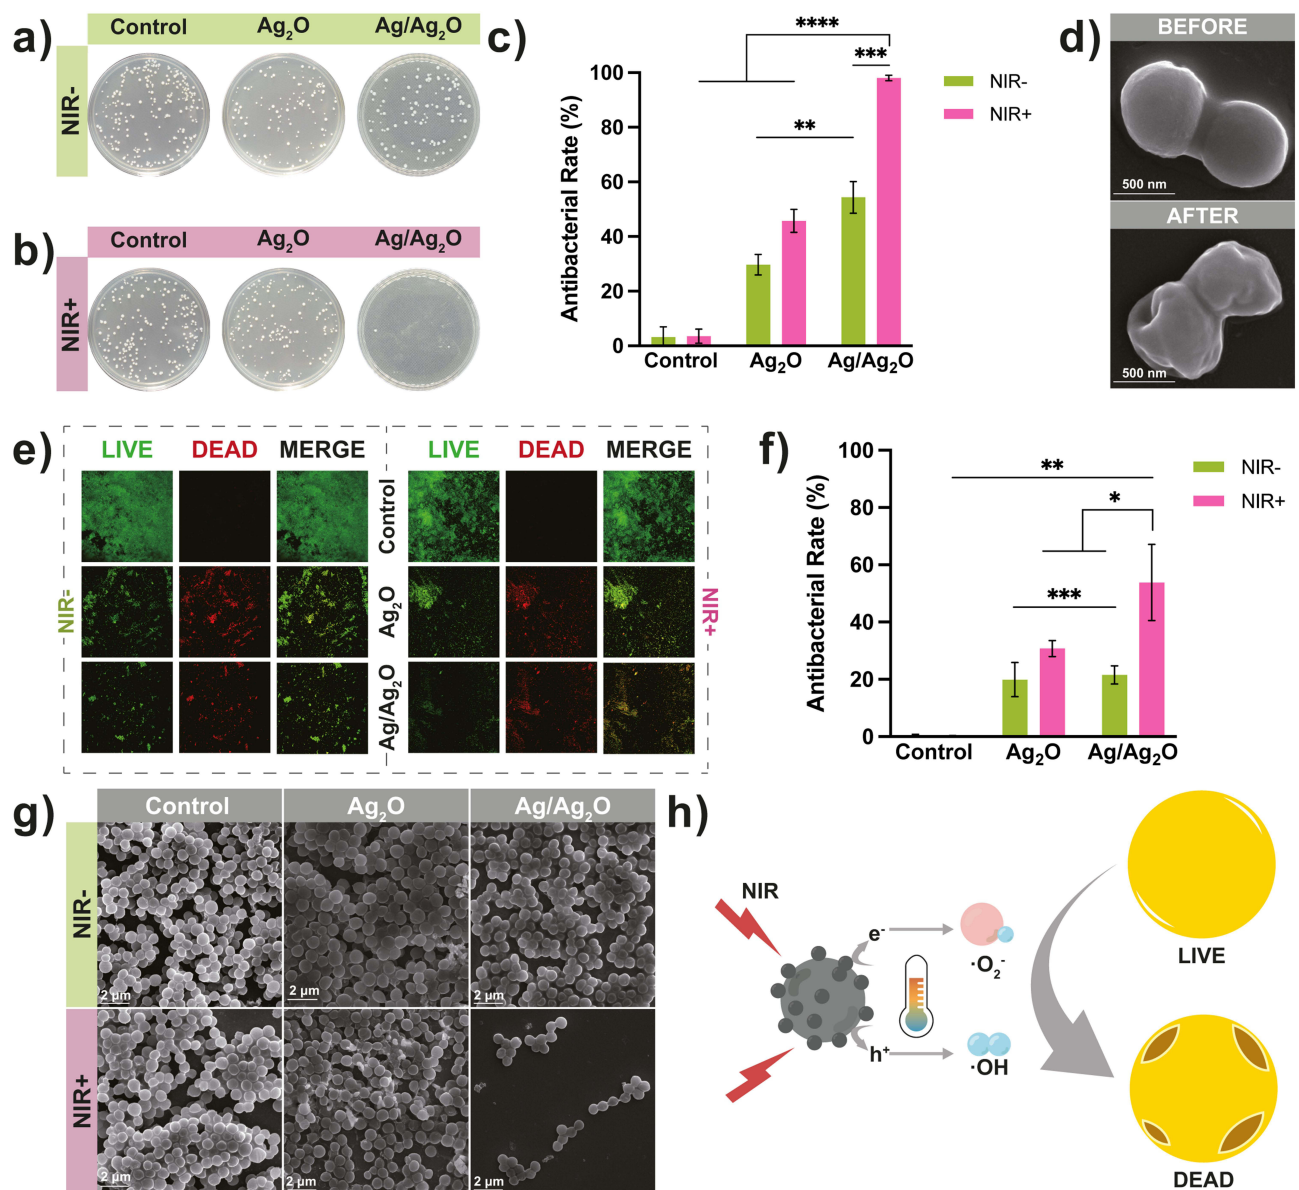 a)
Control Ag₂O Ag/Ag₂O
NIR-
b)
Control Ag₂O Ag/Ag₂O
NIR+
c)
****
***
**
Antibacterial Rate (%)
100
80
60
40
20
0
Control Ag₂O Ag/Ag₂O
NIR-
NIR+
d)
BEFORE
500 nm
AFTER
500 nm
e)
LIVE DEAD MERGE LIVE DEAD MERGE
NIR-
Control
Ag₂O
Ag/Ag₂O
NIR+
f)
**
*
***
Antibacterial Rate (%)
100
80
60
40
20
0
Control Ag₂O Ag/Ag₂O
NIR-
NIR+
g)
Control Ag₂O Ag/Ag₂O
NIR-
2 µm 2 µm 2 µm
NIR+
2 µm 2 µm 2 µm
h)
NIR
e⁻
·O₂⁻
h⁺
·OH
LIVE
DEAD